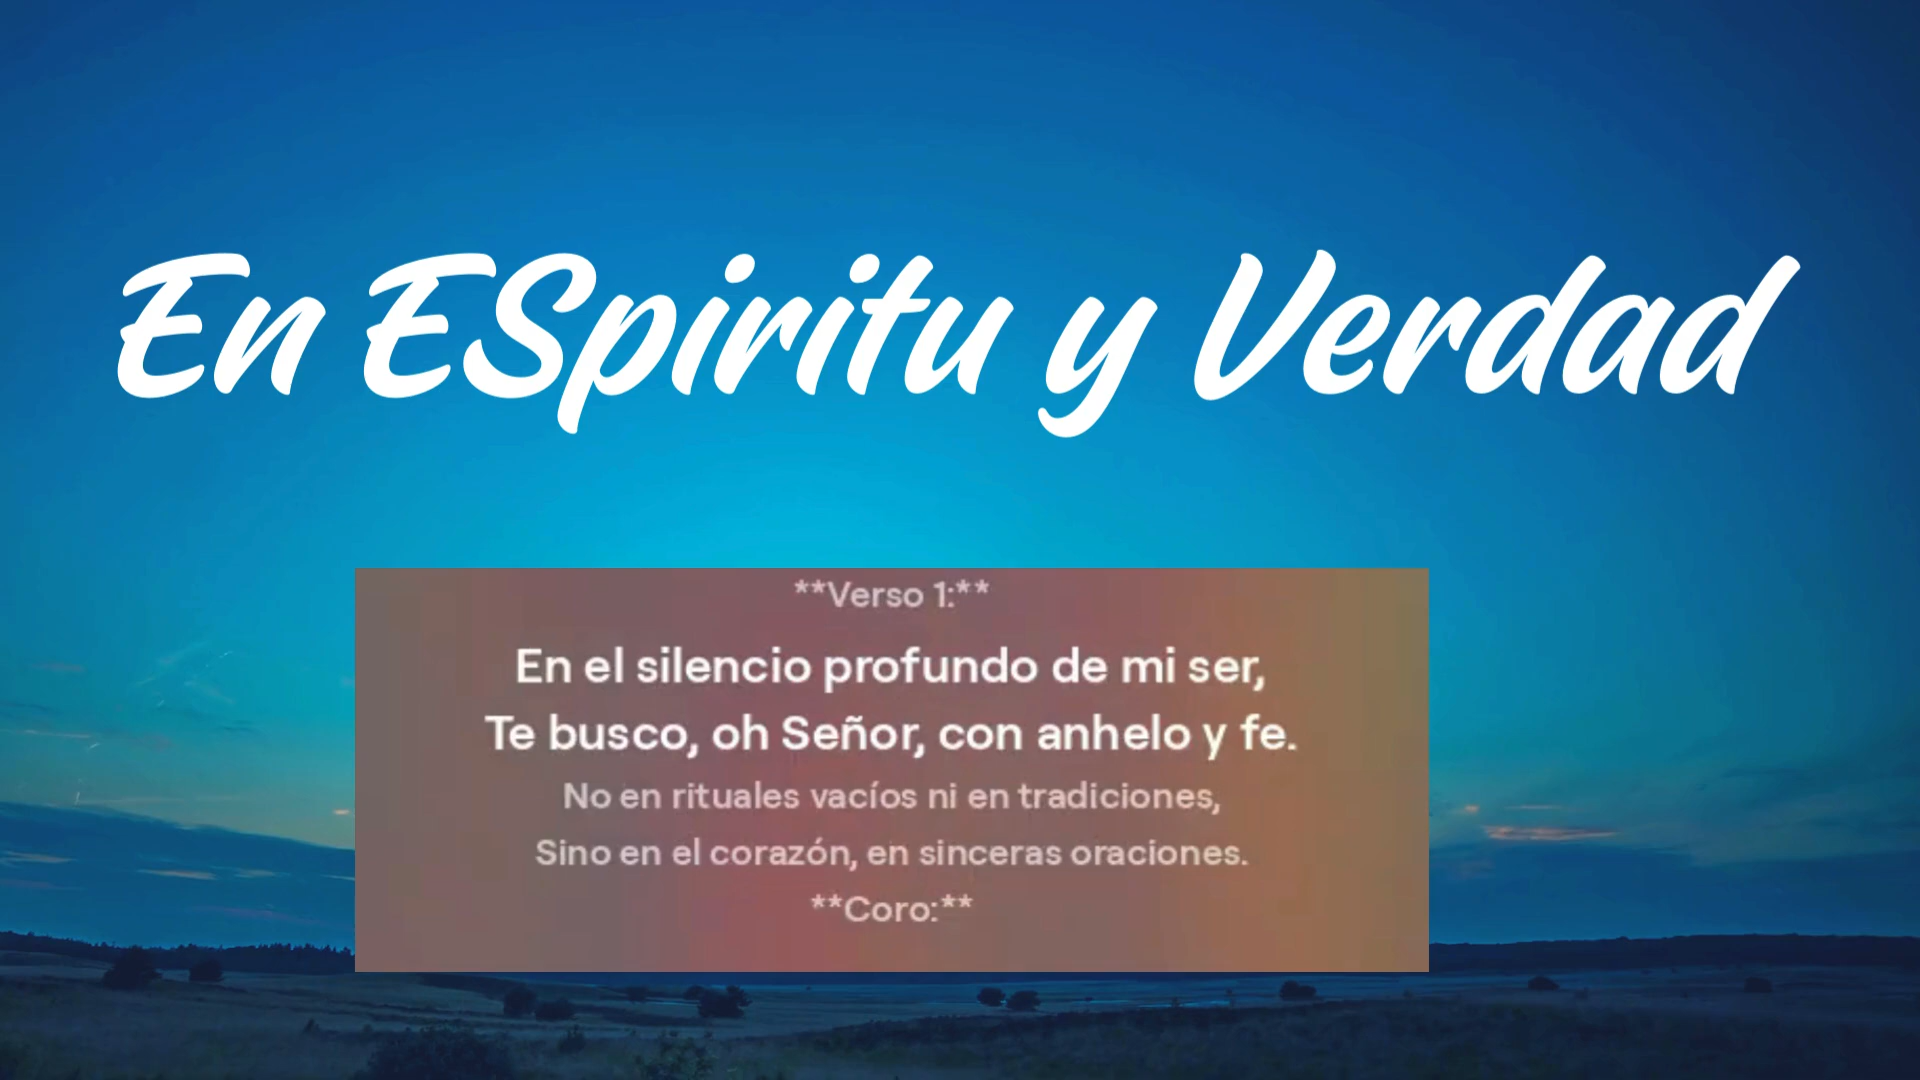 En ESpiritu y Verdad
**Verso 1:**
En el silencio profundo de mi ser,
Te busco, oh Señor, con anhelo y fe.
No en rituales vacíos ni en tradiciones,
Sino en el corazón, en sinceras oraciones.
**Coro:**